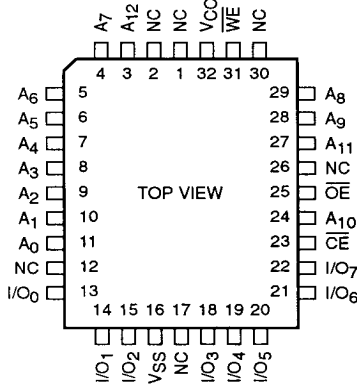 A7 A12 NC NC VCC W̅E̅ NC
4 3 2 1 32 31 30
A6 5 29 A8
A5 6 28 A9
A4 7 27 A11
A3 8 26 NC
A2 9 TOP VIEW 25 O̅E̅
A1 10 24 A10
A0 11 23 C̅E̅
NC 12 22 I/O7
I/O0 13 21 I/O6
14 15 16 17 18 19 20
I/O1 I/O2 VSS NC I/O3 I/O4 I/O5